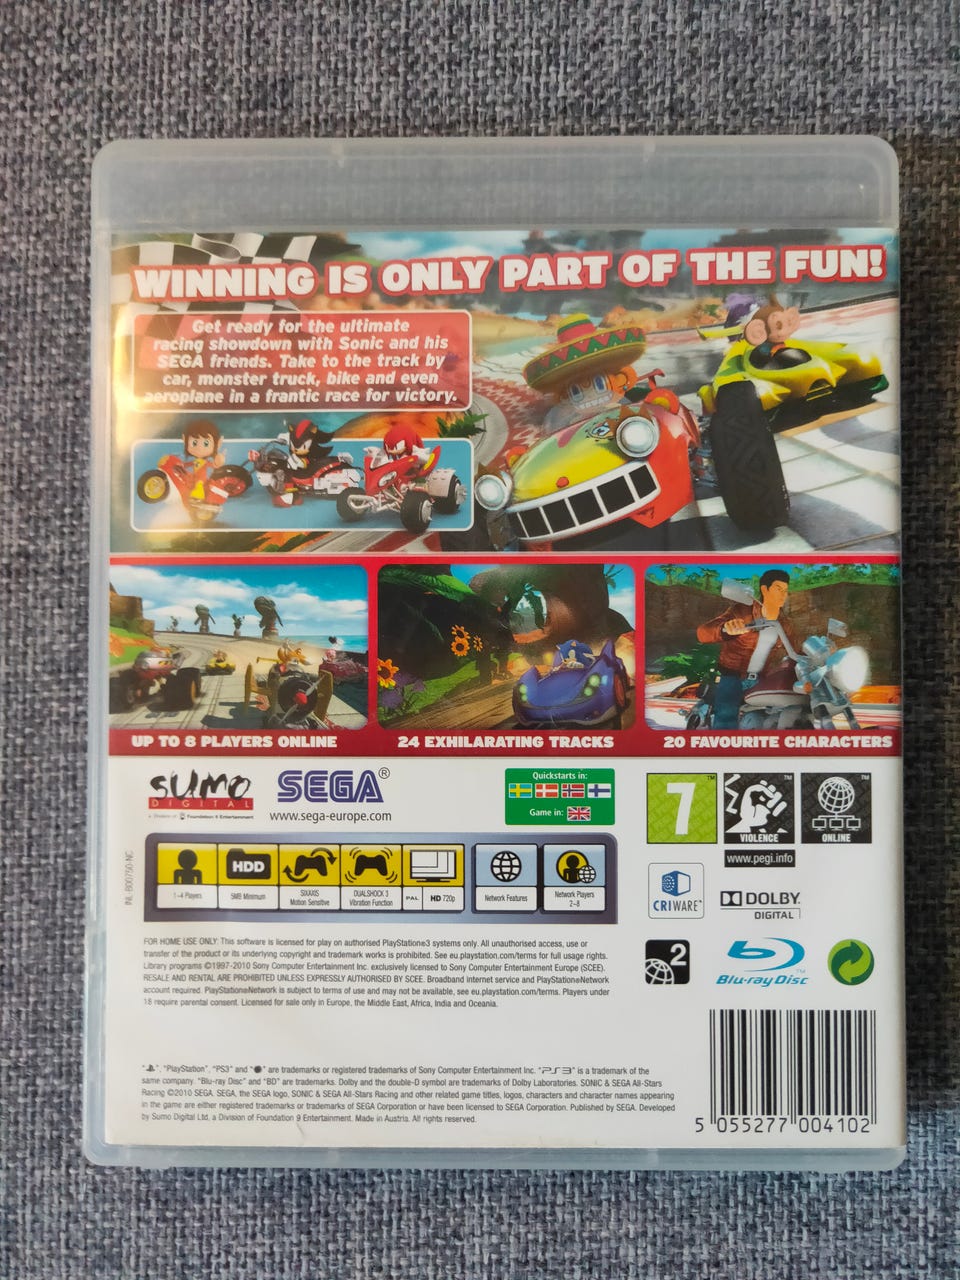 WINNING IS ONLY PART OF THE FUN!
Get ready for the ultimate
racing showdown with Sonic and his
SEGA friends. Take to the track by
car, monster truck, bike and even
aeroplane in a frantic race for victory.
UP TO 8 PLAYERS ONLINE
24 EXHILARATING TRACKS
20 FAVOURITE CHARACTERS
SUMO
DIGITAL
a Division of Foundation 9 Entertainment
SEGA®
www.sega-europe.com
Quickstarts in:
Game in:
7
TM
VIOLENCE
TM
ONLINE
TM
www.pegi.info
INL-B00750-NC
1-4 Players
HDD
5MB Minimum
SIXAXIS
Motion Sensitive
DUALSHOCK 3
Vibration Function
PAL
HD 720p
Network Features
Network Players
2-8
CRIWARE™
DOLBY
DIGITAL
2
Blu-ray Disc™
FOR HOME USE ONLY: This software is licensed for play on authorised PlayStation®3 systems only. All unauthorised access, use or
transfer of the product or its underlying copyright and trademark works is prohibited. See eu.playstation.com/terms for full usage rights.
Library programs ©1997-2010 Sony Computer Entertainment Inc. exclusively licensed to Sony Computer Entertainment Europe (SCEE).
RESALE AND RENTAL ARE PROHIBITED UNLESS EXPRESSLY AUTHORISED BY SCEE. Broadband internet service and PlayStation®Network
account required. PlayStation®Network is subject to terms of use and may not be available, see eu.playstation.com/terms. Players under
18 require parental consent. Licensed for sale only in Europe, the Middle East, Africa, India and Oceania.
" ", "PlayStation", "PS3" and " " are trademarks or registered trademarks of Sony Computer Entertainment Inc. "PS3" is a trademark of the
same company. "Blu-ray Disc" and "BD" are trademarks. Dolby and the double-D symbol are trademarks of Dolby Laboratories. SONIC & SEGA All-Stars
Racing ©2010 SEGA. SEGA, the SEGA logo, SONIC & SEGA All-Stars Racing and other related game titles, logos, characters and character names appearing
in the game are either registered trademarks or trademarks of SEGA Corporation or have been licensed to SEGA Corporation. Published by SEGA. Developed
by Sumo Digital Ltd, a Division of Foundation 9 Entertainment. Made in Austria. All rights reserved.
5 055277 004102